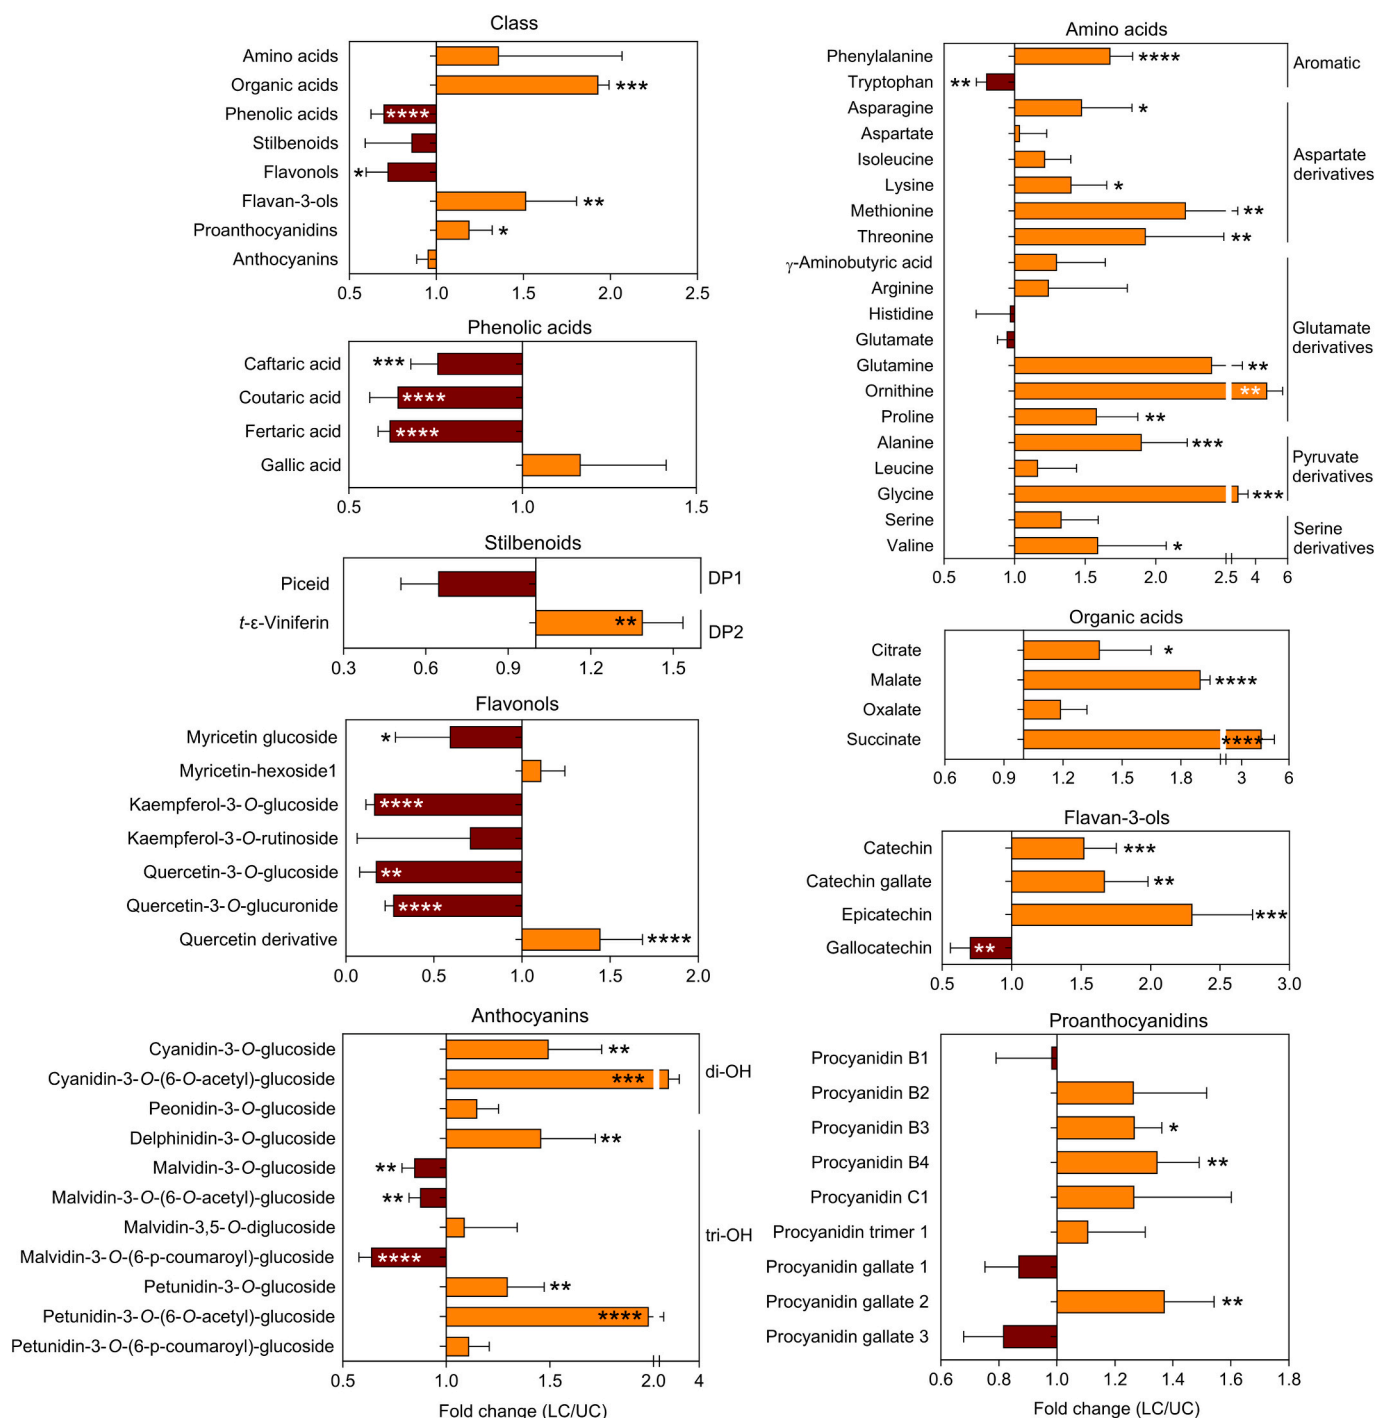 Class
Amino acids
Organic acids
***
Phenolic acids
****
Stilbenoids
Flavonols
*
Flavan-3-ols
**
Proanthocyanidins
*
Anthocyanins
0.5 1.0 1.5 2.0 2.5
Phenolic acids
Caftaric acid
***
Coutaric acid
****
Fertaric acid
****
Gallic acid
0.5 1.0 1.5
Stilbenoids
Piceid
DP1
t-ε-Viniferin
**
DP2
0.3 0.6 0.9 1.2 1.5
Flavonols
Myricetin glucoside
*
Myricetin-hexoside1
Kaempferol-3-O-glucoside
****
Kaempferol-3-O-rutinoside
Quercetin-3-O-glucoside
**
Quercetin-3-O-glucuronide
****
Quercetin derivative
****
0.0 0.5 1.0 1.5 2.0
Anthocyanins
Cyanidin-3-O-glucoside
**
Cyanidin-3-O-(6-O-acetyl)-glucoside
***
di-OH
Peonidin-3-O-glucoside
Delphinidin-3-O-glucoside
**
Malvidin-3-O-glucoside
**
Malvidin-3-O-(6-O-acetyl)-glucoside
**
Malvidin-3,5-O-diglucoside
tri-OH
Malvidin-3-O-(6-p-coumaroyl)-glucoside
****
Petunidin-3-O-glucoside
**
Petunidin-3-O-(6-O-acetyl)-glucoside
****
Petunidin-3-O-(6-p-coumaroyl)-glucoside
0.5 1.0 1.5 2.0 4
Fold change (LC/UC)
Amino acids
Phenylalanine
****
Aromatic
Tryptophan
**
Asparagine
*
Aspartate
Isoleucine
Aspartate
derivatives
Lysine
*
Methionine
**
Threonine
**
γ-Aminobutyric acid
Arginine
Histidine
Glutamate
Glutamate
derivatives
Glutamine
**
Ornithine
**
Proline
**
Alanine
***
Leucine
Pyruvate
derivatives
Glycine
***
Serine
Serine
derivatives
Valine
*
0.5 1.0 1.5 2.0 2.5 4 6
Organic acids
Citrate
*
Malate
****
Oxalate
Succinate
****
0.6 0.9 1.2 1.5 1.8 3 6
Flavan-3-ols
Catechin
***
Catechin gallate
**
Epicatechin
***
Gallocatechin
**
0.5 1.0 1.5 2.0 2.5 3.0
Proanthocyanidins
Procyanidin B1
Procyanidin B2
Procyanidin B3
*
Procyanidin B4
**
Procyanidin C1
Procyanidin trimer 1
Procyanidin gallate 1
Procyanidin gallate 2
**
Procyanidin gallate 3
0.6 0.8 1.0 1.2 1.4 1.6 1.8
Fold change (LC/UC)